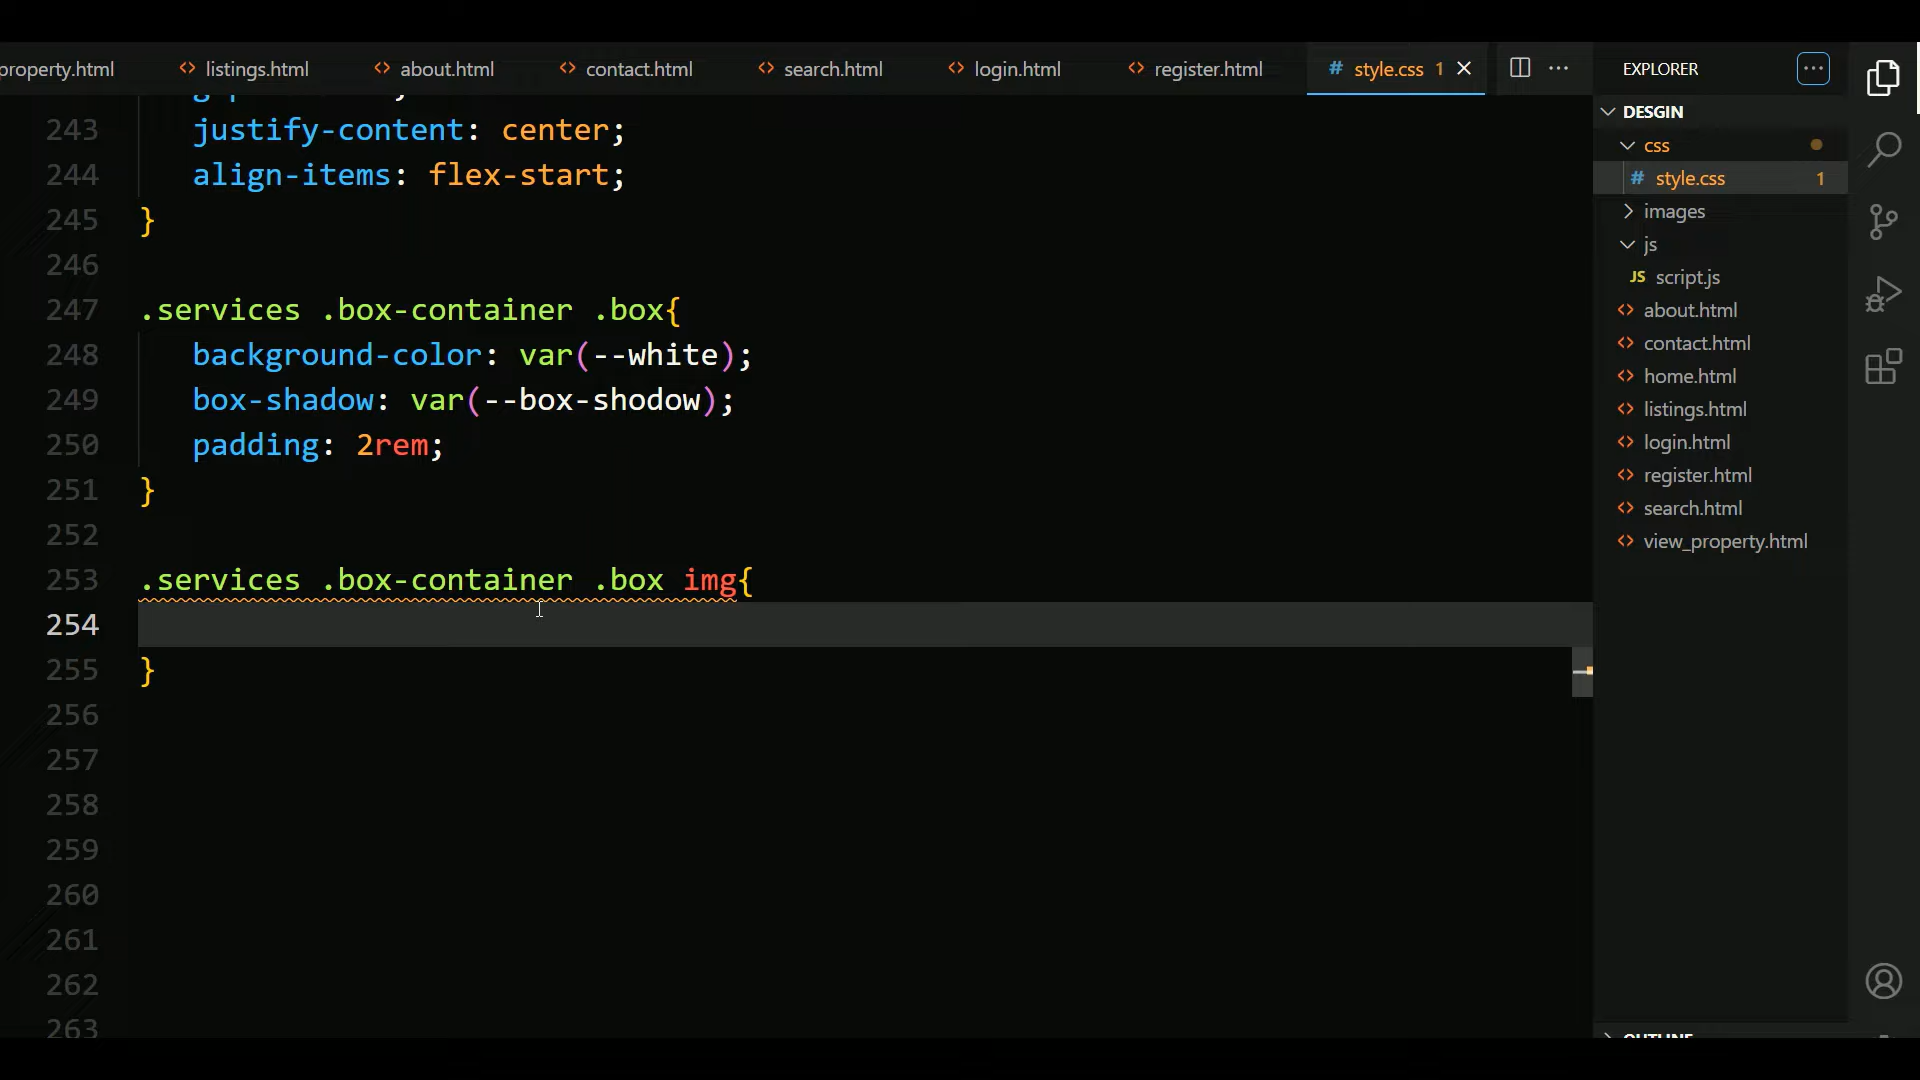 property.html listings.html about.html contact.html search.html login.html register.html # style.css 1
243 justify-content: center;
244 align-items: flex-start;
245 }
246
247 .services .box-container .box{
248 background-color: var(--white);
249 box-shadow: var(--box-shodow);
250 padding: 2rem;
251 }
252
253 .services .box-container .box img{
254
255 }
256
257
258
259
260
261
262
263
EXPLORER
DESGIN
css
# style.css 1
images
js
JS script.js
about.html
contact.html
home.html
listings.html
login.html
register.html
search.html
view_property.html
OUTLINE